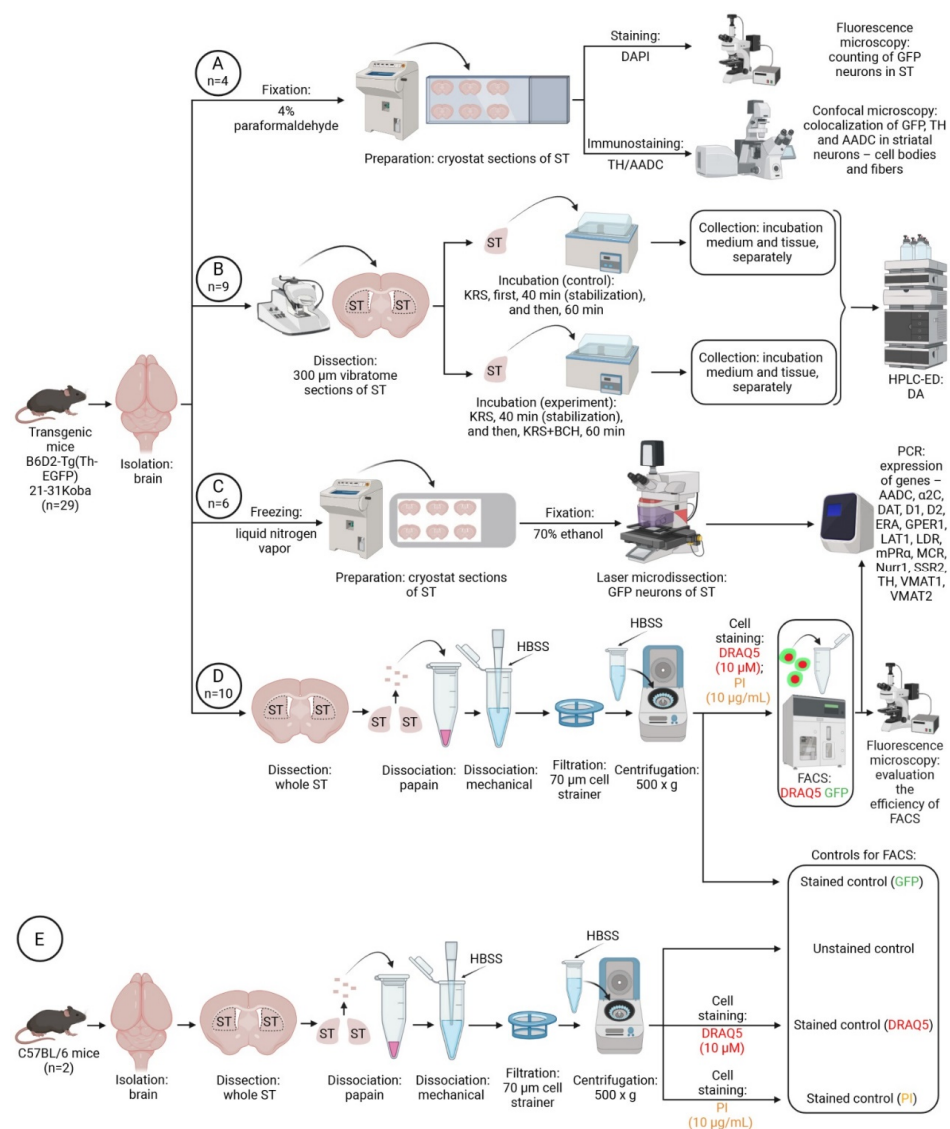 A
n=4
Fixation:
4%
paraformaldehyde
Preparation: cryostat sections of ST
Staining:
DAPI
Fluorescence
microscopy:
counting of GFP
neurons in ST
Immunostaining:
TH/AADC
Confocal microscopy:
colocalization of GFP, TH
and AADC in striatal
neurons – cell bodies
and fibers
B
n=9
ST ST
Dissection:
300 µm vibratome
sections of ST
ST
Incubation (control):
KRS, first, 40 min (stabilization),
and then, 60 min
Collection: incubation
medium and tissue,
separately
ST
Incubation (experiment):
KRS, 40 min (stabilization),
and then, KRS+BCH, 60 min
Collection: incubation
medium and tissue,
separately
HPLC-ED:
DA
Transgenic
mice
B6D2-Tg(Th-
EGFP)
21-31Koba
(n=29)
Isolation:
brain
C
n=6
Freezing:
liquid nitrogen
vapor
Preparation: cryostat sections
of ST
Fixation:
70% ethanol
Laser microdissection:
GFP neurons of ST
PCR:
expression
of genes –
AADC, α2C,
DAT, D1, D2,
ERA, GPER1,
LAT1, LDR,
mPRα, MCR,
Nurr1, SSR2,
TH, VMAT1,
VMAT2
D
n=10
ST ST
Dissection:
whole ST
ST ST
Dissociation:
papain
HBSS
Dissociation:
mechanical
Filtration:
70 µm cell
strainer
HBSS
Centrifugation:
500 x g
Cell
staining:
DRAQ5
(10 µM);
PI
(10 µg/mL)
FACS:
DRAQ5 GFP
Fluorescence
microscopy:
evaluation
the
efficiency of
FACS
Controls for FACS:
Stained control (GFP)
Unstained control
Stained control (DRAQ5)
Stained control (PI)
E
C57BL/6 mice
(n=2)
Isolation:
brain
ST ST
Dissection:
whole ST
ST ST
Dissociation:
papain
HBSS
Dissociation:
mechanical
Filtration:
70 µm cell
strainer
HBSS
Centrifugation:
500 x g
Cell
staining:
DRAQ5
(10 µM)
Cell
staining:
PI
(10 µg/mL)